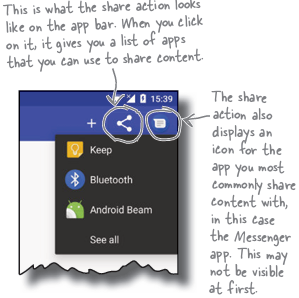 This is what the share action looks
like on the app bar. When you click
on it, it gives you a list of apps
that you can use to share content.
15:39
Keep
Bluetooth
Android Beam
See all
The share
action also
displays an
icon for the
app you most
commonly share
content with,
in this case
the Messenger
app. This may
not be visible
at first.